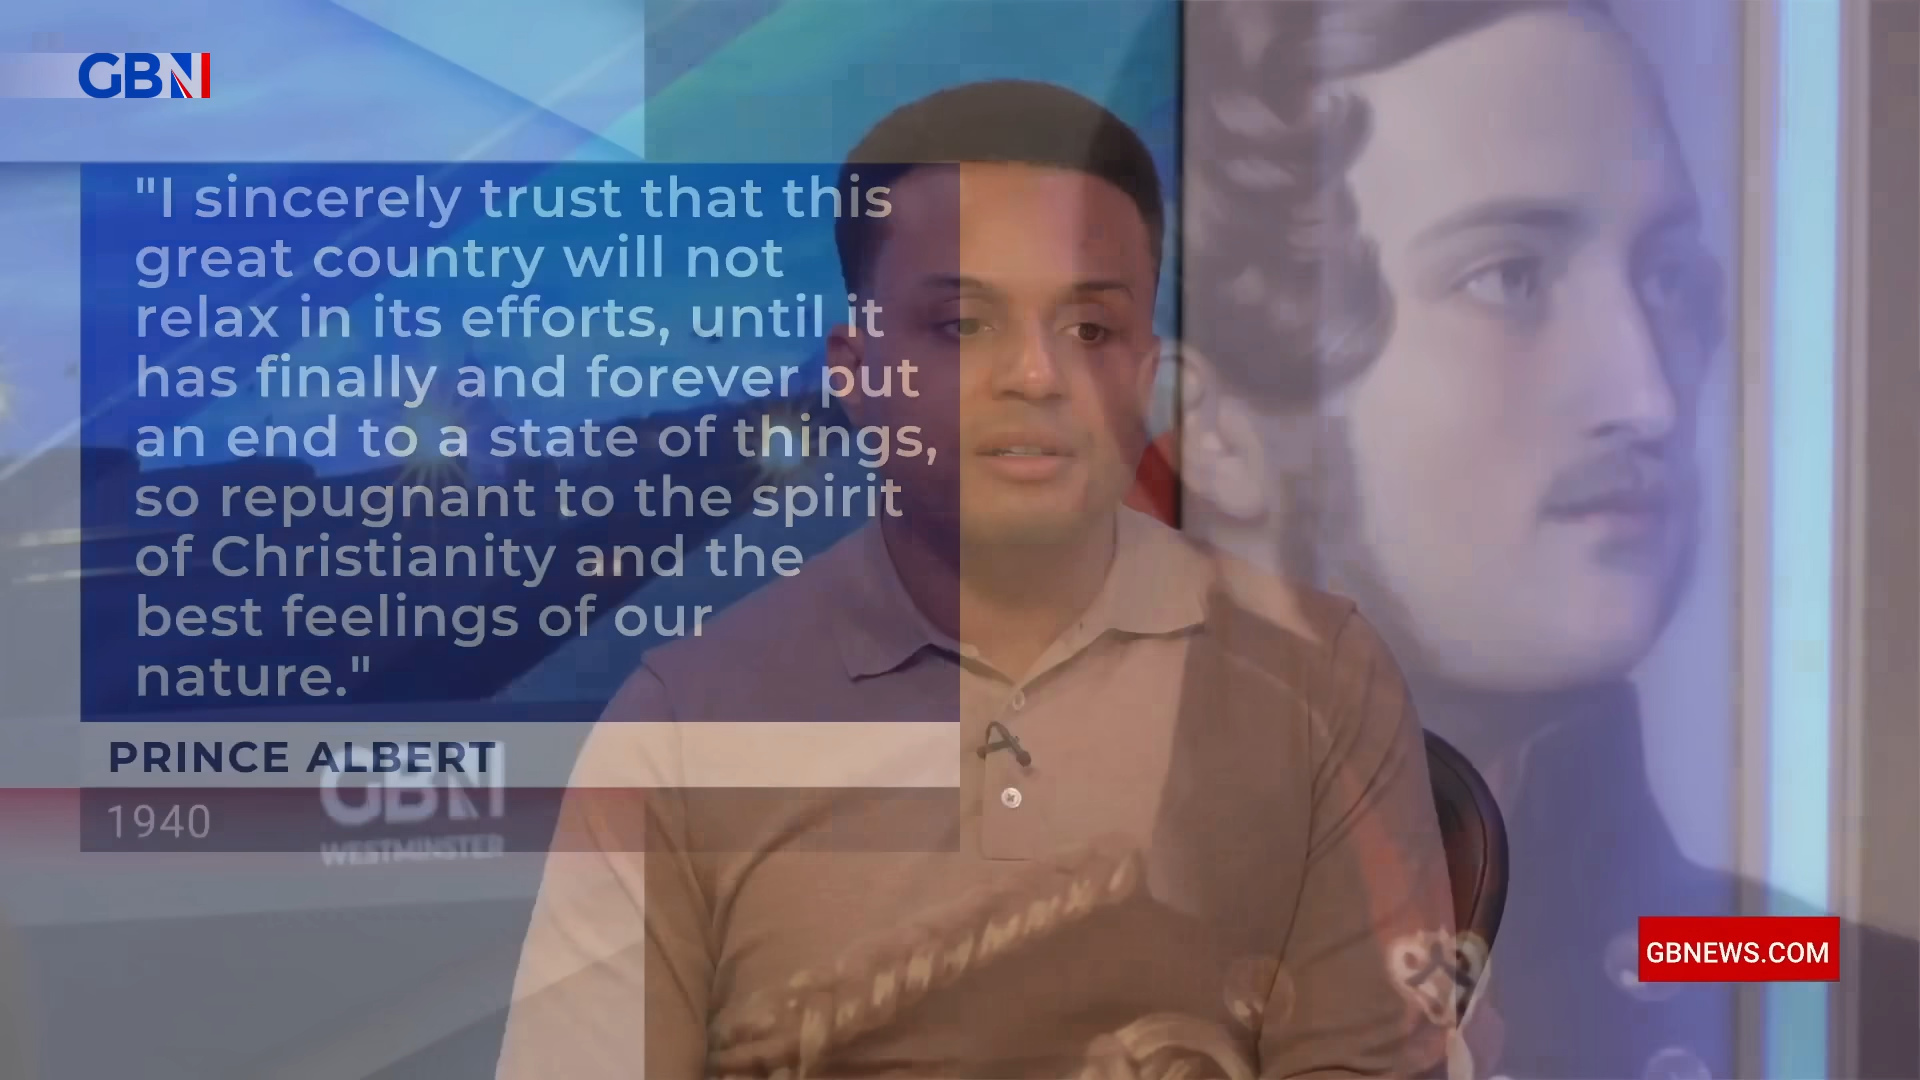 GBN
"I sincerely trust that this
great country will not
relax in its efforts, until it
has finally and forever put
an end to a state of things,
so repugnant to the spirit
of Christianity and the
best feelings of our
nature."
PRINCE ALBERT
1940
GBN
WESTMINSTER
GBNEWS.COM